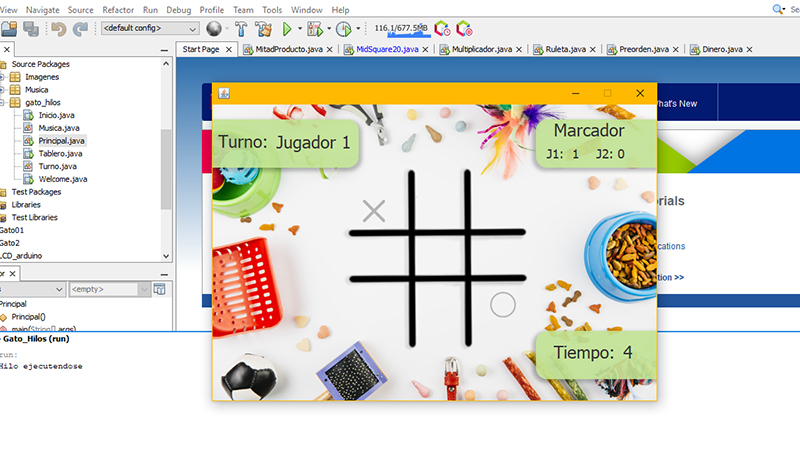 View Navigate Source Refactor Run Debug Profile Team Tools Window Help
Search
<default config>
116.1/677.5MB
Start Page MitadProducto.java MidSquare20.java Multiplicador.java Ruleta.java Preorden.java Dinero.java
Source Packages
Imagenes
Musica
gato_hilos
Inicio.java
Musica.java
Principal.java
Tablero.java
Turno.java
Welcome.java
Test Packages
Libraries
Test Libraries
Gato01
Gato2
LCD_arduino
<empty>
Principal
Principal()
main(String[] args)
Gato_Hilos (run)
run:
Hilo ejecutendose
Turno: Jugador 1
Marcador
J1: 1 J2: 0
Tiempo: 4
What's New
>>